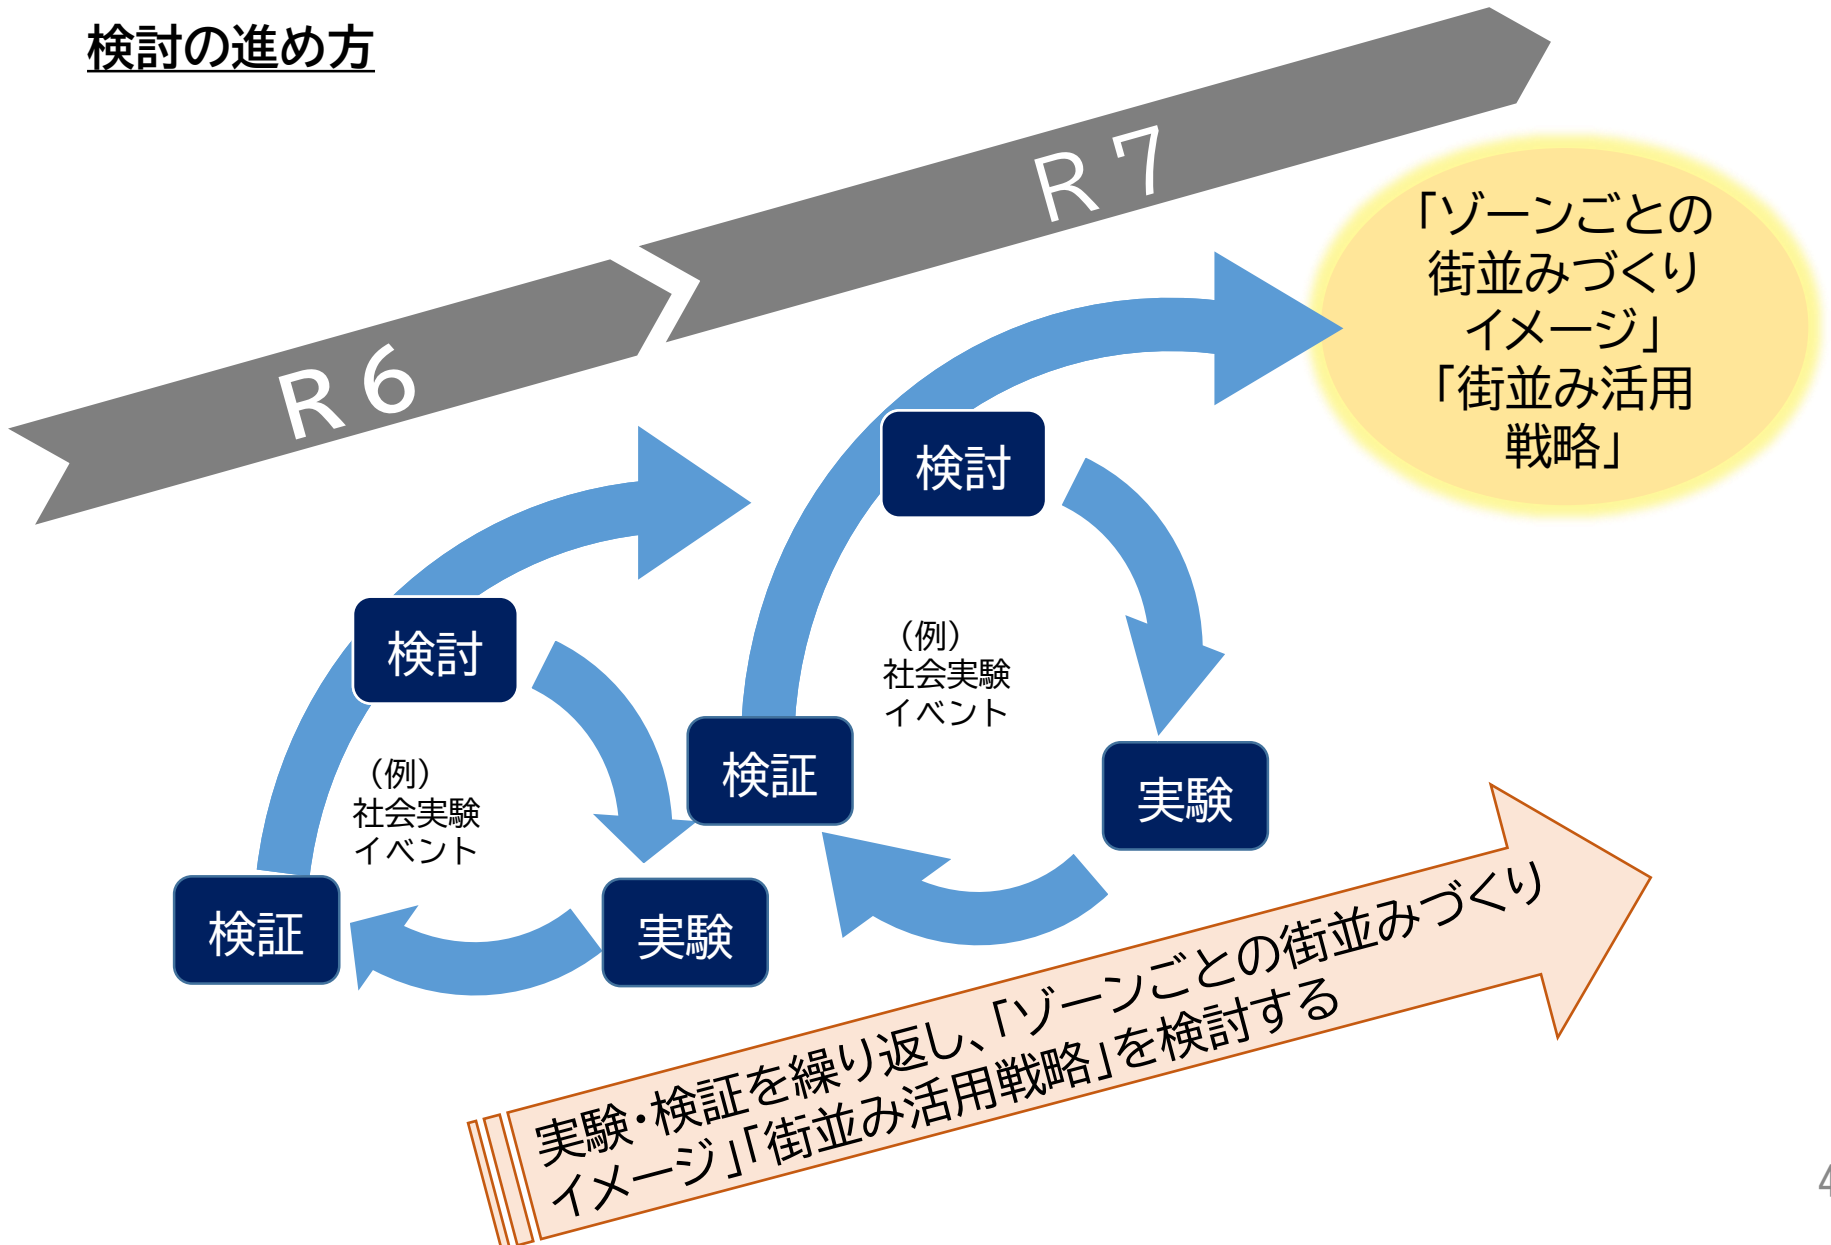 検討の進め方
Ｒ７
Ｒ６
「ゾーンごとの
街並みづくり
イメージ」
「街並み活用
戦略」
検討
（例）
社会実験
イベント
検証
実験
検討
（例）
社会実験
イベント
検証
実験
実験・検証を繰り返し、「ゾーンごとの街並みづくり
イメージ」「街並み活用戦略」を検討する
4